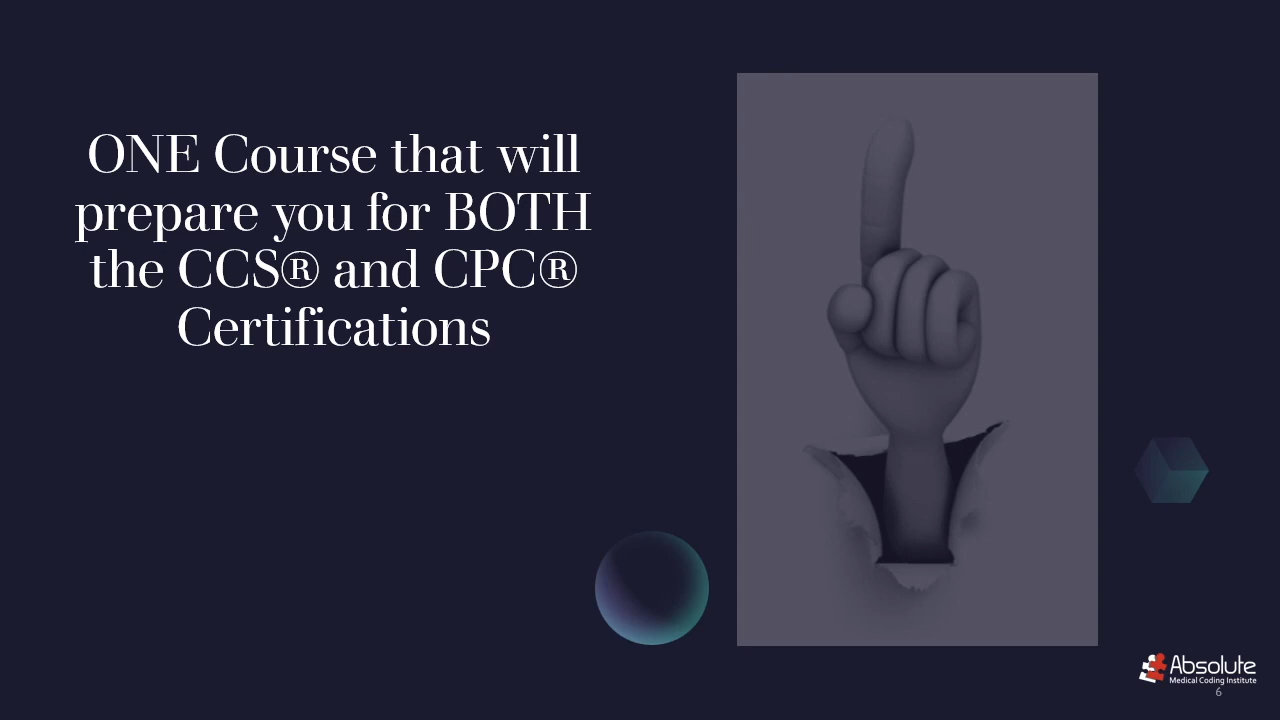 ONE Course that will
prepare you for BOTH
the CCS® and CPC®
Certifications
Absolute
Medical Coding Institute
6